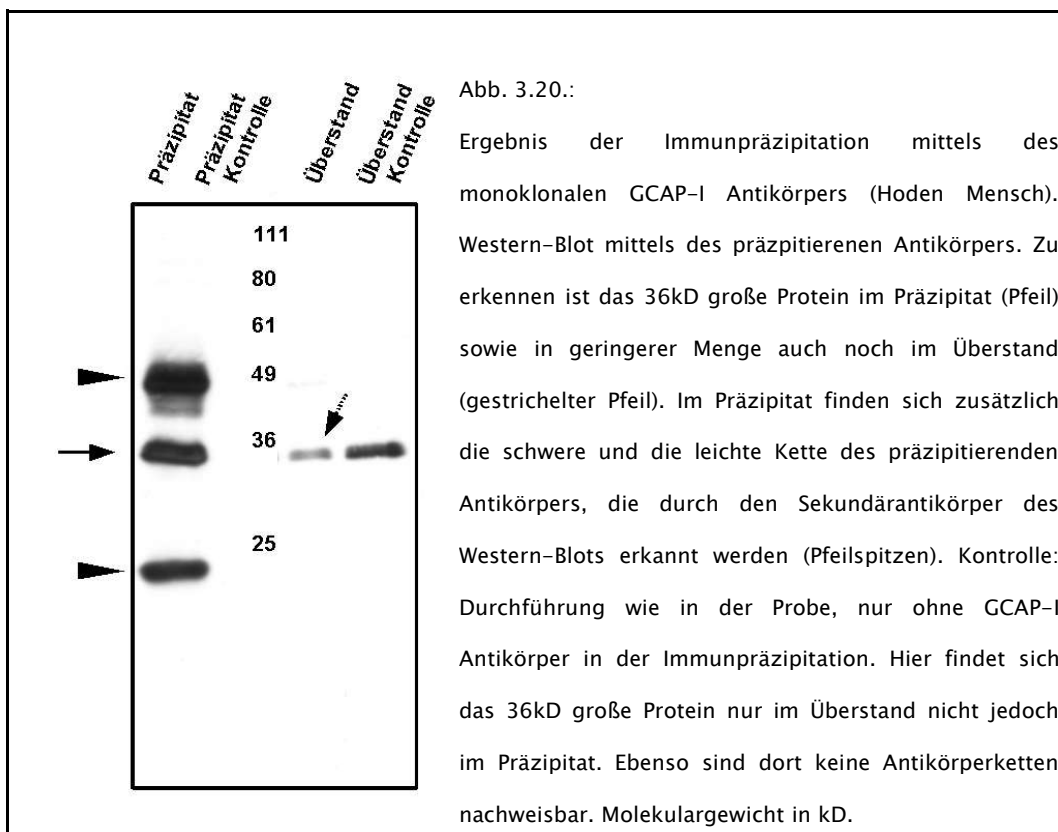 Präzipitat
Präzipitat
Kontrolle
Überstand
Überstand
Kontrolle
111
80
61
49
36
25
Abb. 3.20.:
Ergebnis der Immunpräzipitation mittels des
monoklonalen GCAP-I Antikörpers (Hoden Mensch).
Western-Blot mittels des präzpitierenen Antikörpers. Zu
erkennen ist das 36kD große Protein im Präzipitat (Pfeil)
sowie in geringerer Menge auch noch im Überstand
(gestrichelter Pfeil). Im Präzipitat finden sich zusätzlich
die schwere und die leichte Kette des präzipitierenden
Antikörpers, die durch den Sekundärantikörper des
Western-Blots erkannt werden (Pfeilspitzen). Kontrolle:
Durchführung wie in der Probe, nur ohne GCAP-I
Antikörper in der Immunpräzipitation. Hier findet sich
das 36kD große Protein nur im Überstand nicht jedoch
im Präzipitat. Ebenso sind dort keine Antikörperketten
nachweisbar. Molekulargewicht in kD.